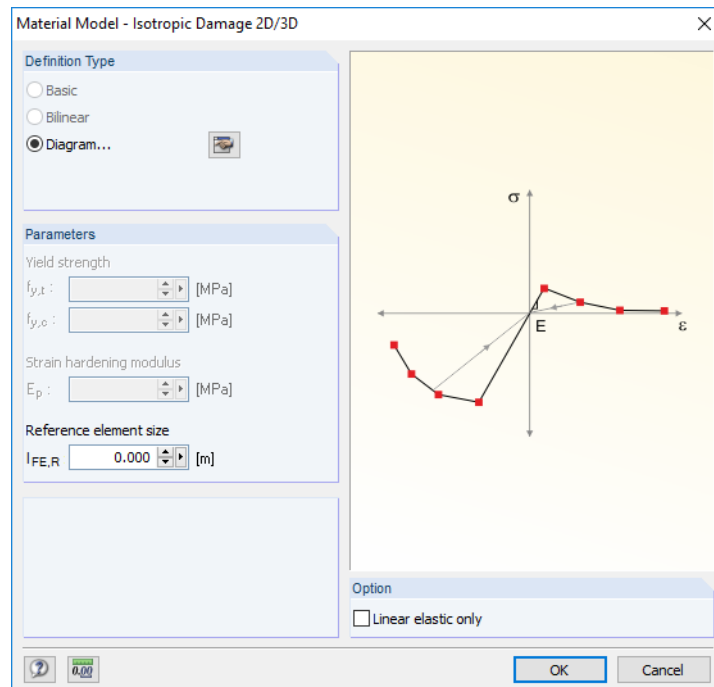 Material Model - Isotropic Damage 2D/3D
Definition Type
Basic
Bilinear
Diagram...
Parameters
Yield strength
fy,t : [MPa]
fy,c : [MPa]
Strain hardening modulus
Ep : [MPa]
Reference element size
lFE,R 0.000 [m]
σ
E
ε
Option
Linear elastic only
? 0.00 OK Cancel